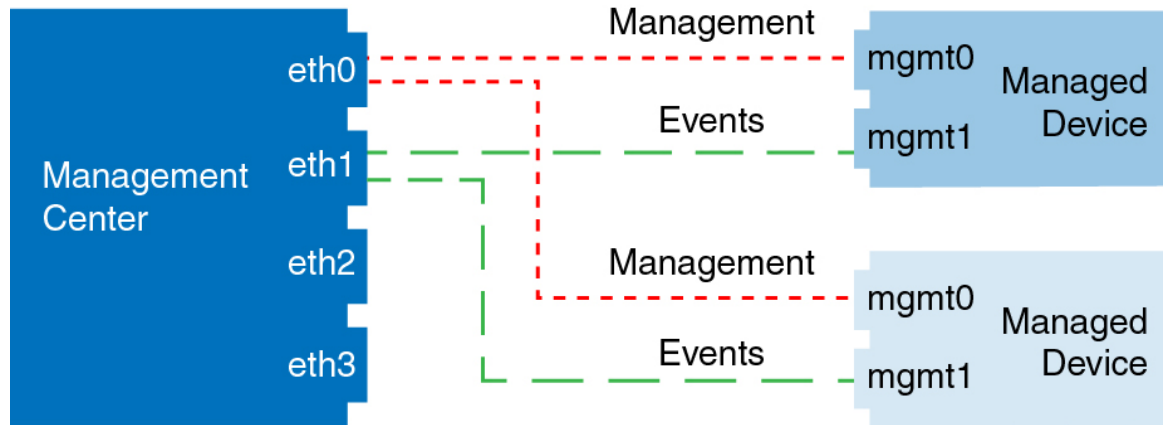 Management
Center
eth0
eth1
eth2
eth3
Management
Events
Management
Events
mgmt0
mgmt1
Managed
Device
mgmt0
mgmt1
Managed
Device